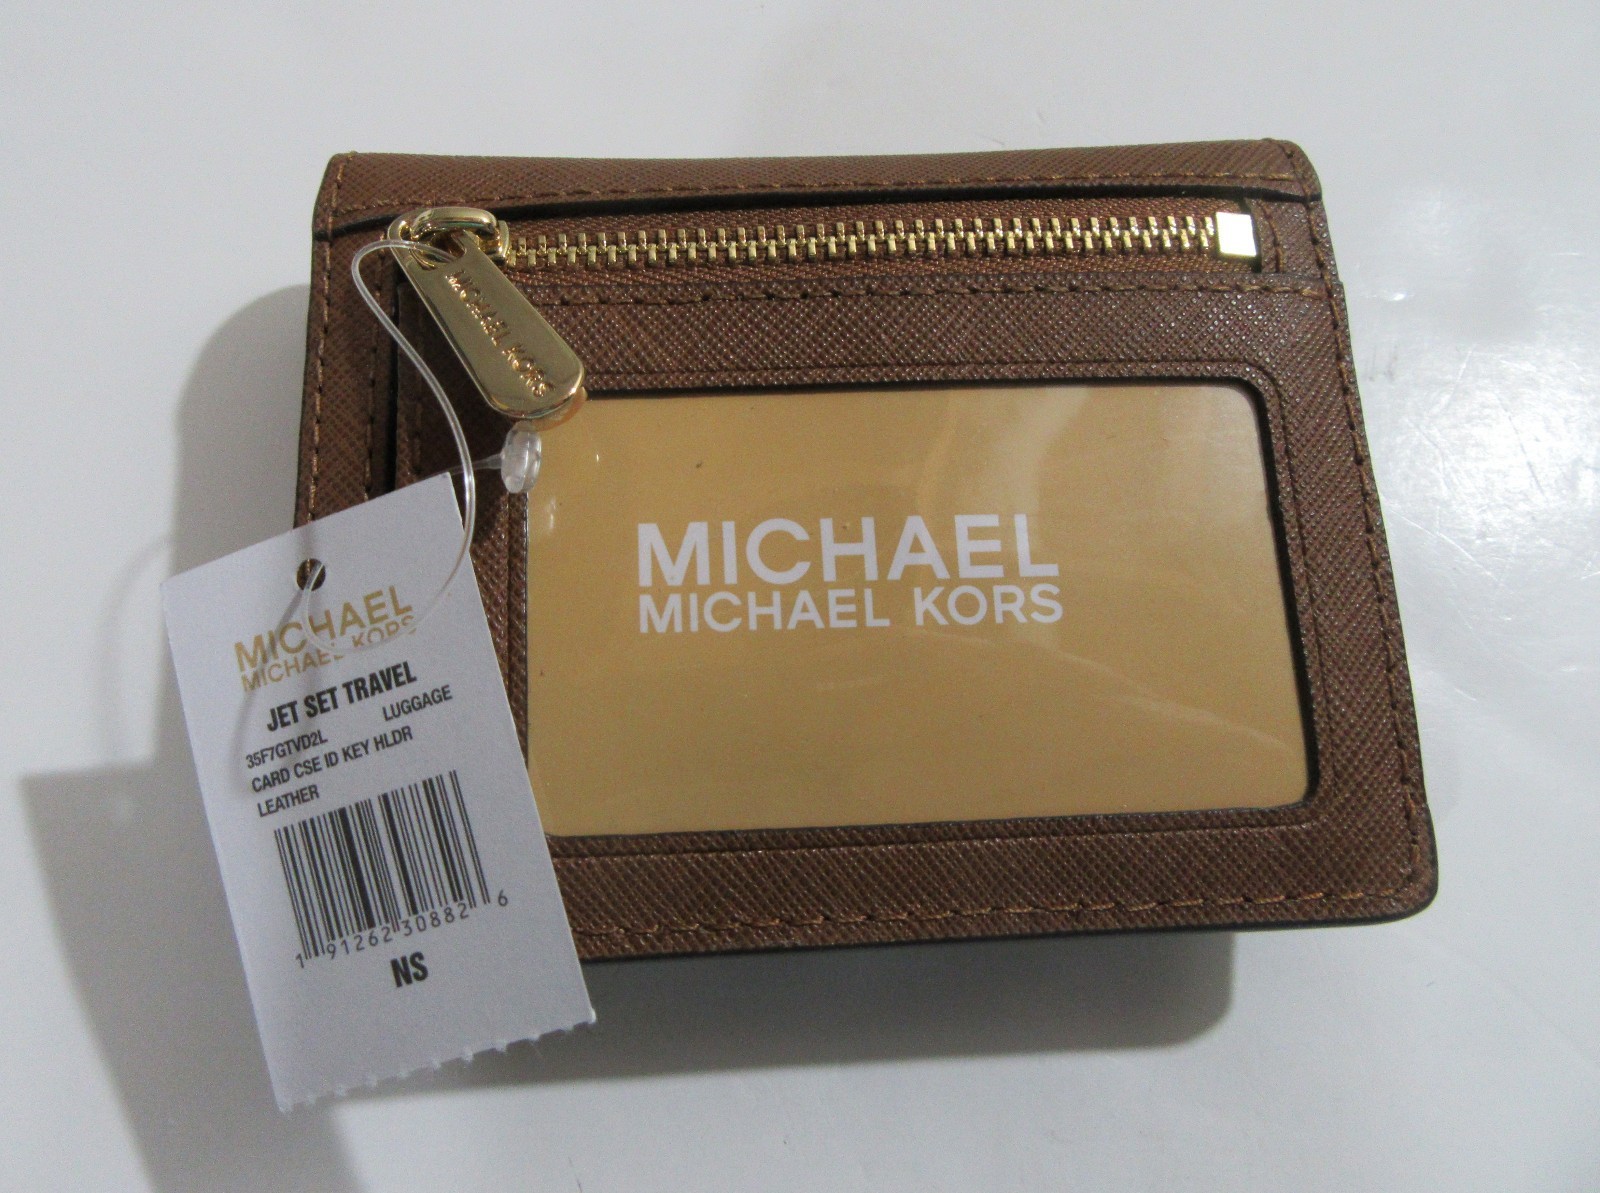 MICHAEL KORS
MICHAEL
MICHAEL KORS
MICHAEL
MICHAEL KORS
JET SET TRAVEL
35F7GTVD2L LUGGAGE
CARD CSE ID KEY HLDR
LEATHER
1 91262 30882 6
NS